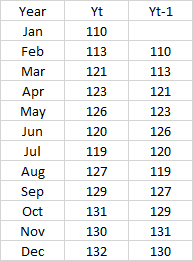 Year Yt Yt-1
Jan 110
Feb 113 110
Mar 121 113
Apr 123 121
May 126 123
Jun 120 126
Jul 119 120
Aug 127 119
Sep 129 127
Oct 131 129
Nov 130 131
Dec 132 130